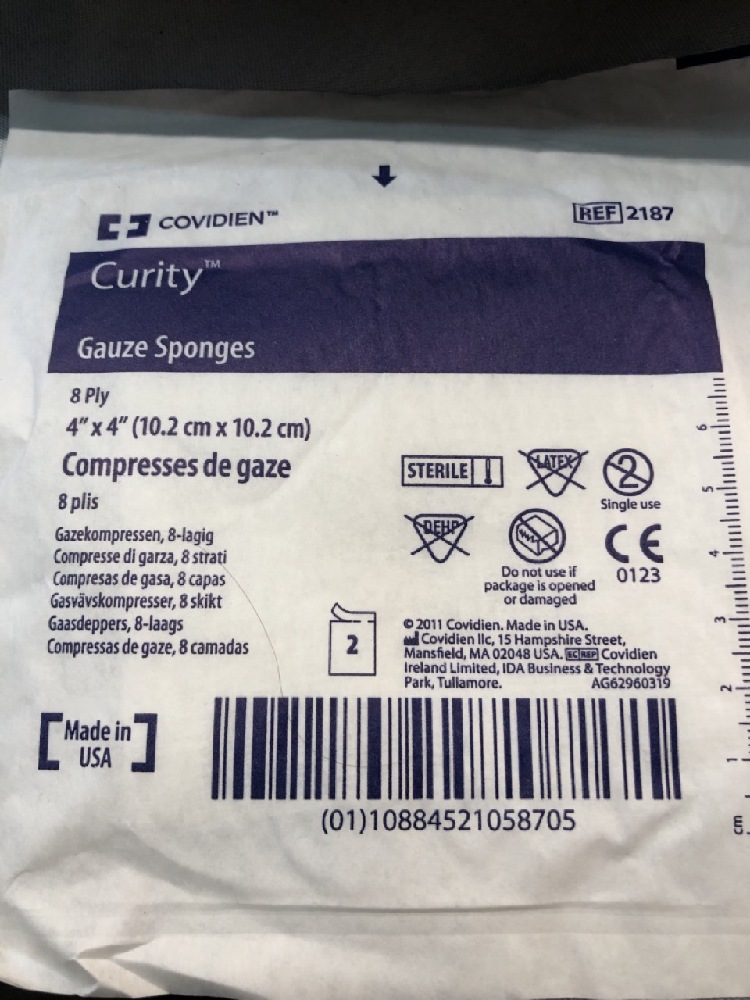 COVIDIEN™
REF 2187
Curity™
Gauze Sponges
8 Ply
4" x 4" (10.2 cm x 10.2 cm)
Compresses de gaze
8 plis
Gazekompressen, 8-lagig
Compresse di garza, 8 strati
Compresas de gasa, 8 capas
Gasvävskompresser, 8 skikt
Gaasdeppers, 8-laags
Compressas de gaze, 8 camadas
STERILE
LATEX
2
Single use
DEHP
Do not use if
package is opened
or damaged
CE
0123
2
© 2011 Covidien. Made in USA.
Covidien llc, 15 Hampshire Street,
Mansfield, MA 02048 USA. EC REP Covidien
Ireland Limited, IDA Business & Technology
Park, Tullamore. AG62960319
Made in
USA
(01)10884521058705
6
5
4
3
2
1
cm